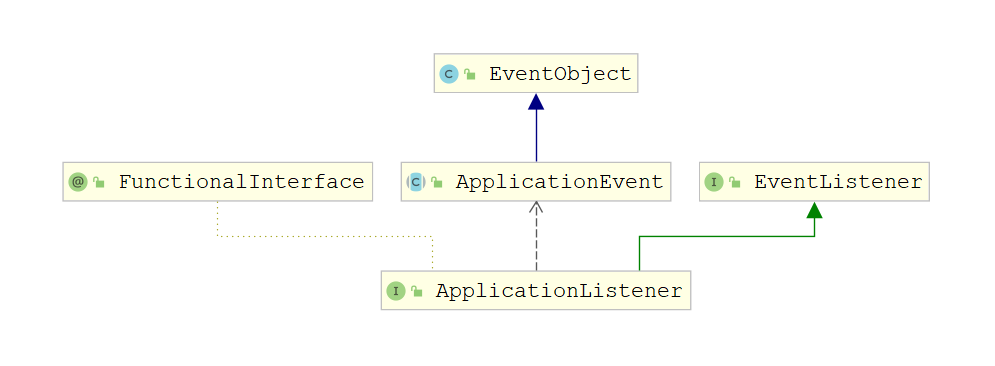 C EventObject
@ FunctionalInterface
C ApplicationEvent
I EventListener
I ApplicationListener